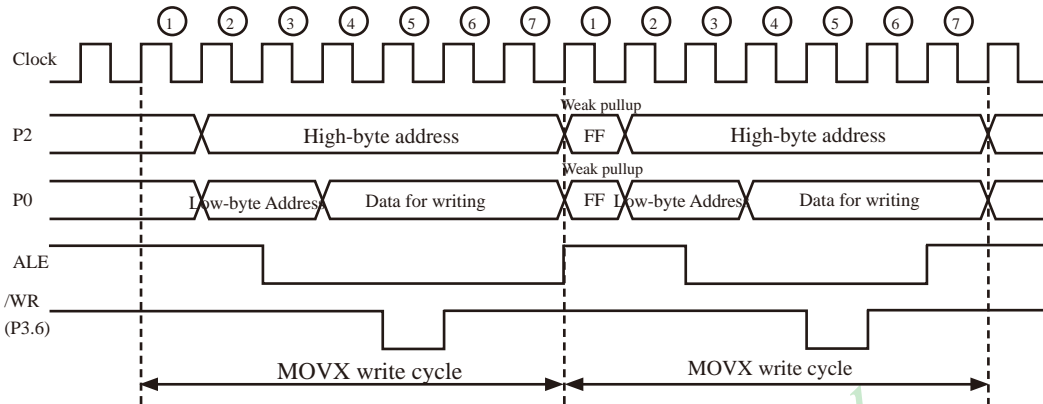 1 2 3 4 5 6 7 1 2 3 4 5 6 7
Clock
Weak pullup
P2 High-byte address FF High-byte address
Weak pullup
P0 Low-byte Address Data for writing FF Low-byte Address Data for writing
ALE
/WR
(P3.6)
MOVX write cycle MOVX write cycle